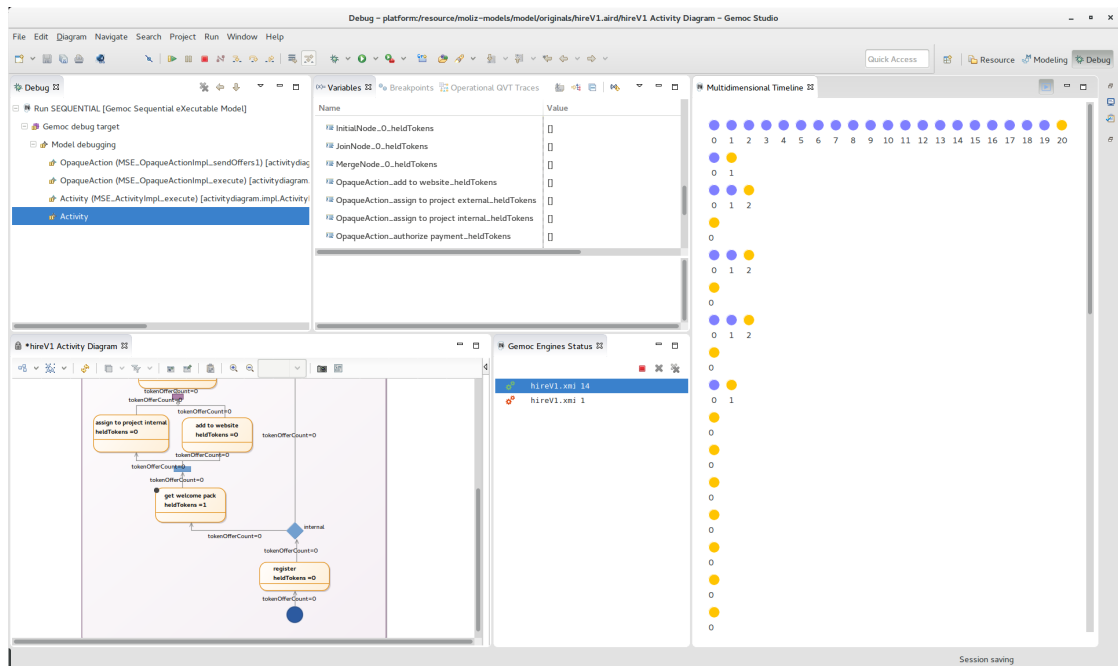 Debug – platform:/resource/moliz-models/model/originals/hireV1.aird/hireV1 Activity Diagram – Gemoc Studio
File Edit Diagram Navigate Search Project Run Window Help
Quick Access
Resource
Modeling
Debug
Debug
Run SEQUENTIAL [Gemoc Sequential eXecutable Model]
Gemoc debug target
Model debugging
OpaqueAction (MSE_OpaqueActionImpl_sendOffers1) [activitydiag
OpaqueAction (MSE_OpaqueActionImpl_execute) [activitydiagram.
Activity (MSE_ActivityImpl_execute) [activitydiagram.impl.Activity
Activity
(x)= Variables
Breakpoints
Operational QVT Traces
Name Value
InitialNode_0_heldTokens []
JoinNode_0_heldTokens []
MergeNode_0_heldTokens []
OpaqueAction_add to website_heldTokens []
OpaqueAction_assign to project external_heldTokens []
OpaqueAction_assign to project internal_heldTokens []
OpaqueAction_authorize payment_heldTokens []
*hireV1 Activity Diagram
tokenOfferCount=0
tokenOfferCount=0
tokenOfferCount=0
assign to project internal
heldTokens =0
add to website
heldTokens =0
tokenOfferCount=0
tokenOfferCount=0
tokenOfferCount=0
tokenOfferCount=0
get welcome pack
heldTokens =1
internal
tokenOfferCount=0
tokenOfferCount=0
register
heldTokens =0
tokenOfferCount=0
Gemoc Engines Status
hireV1.xmi 14
hireV1.xmi 1
Multidimensional Timeline
0 1 2 3 4 5 6 7 8 9 10 11 12 13 14 15 16 17 18 19 20
0 1
0 1 2
0
0 1 2
0
0 1 2
0
0 1
0
0
0
0
0
0
0
Session saving